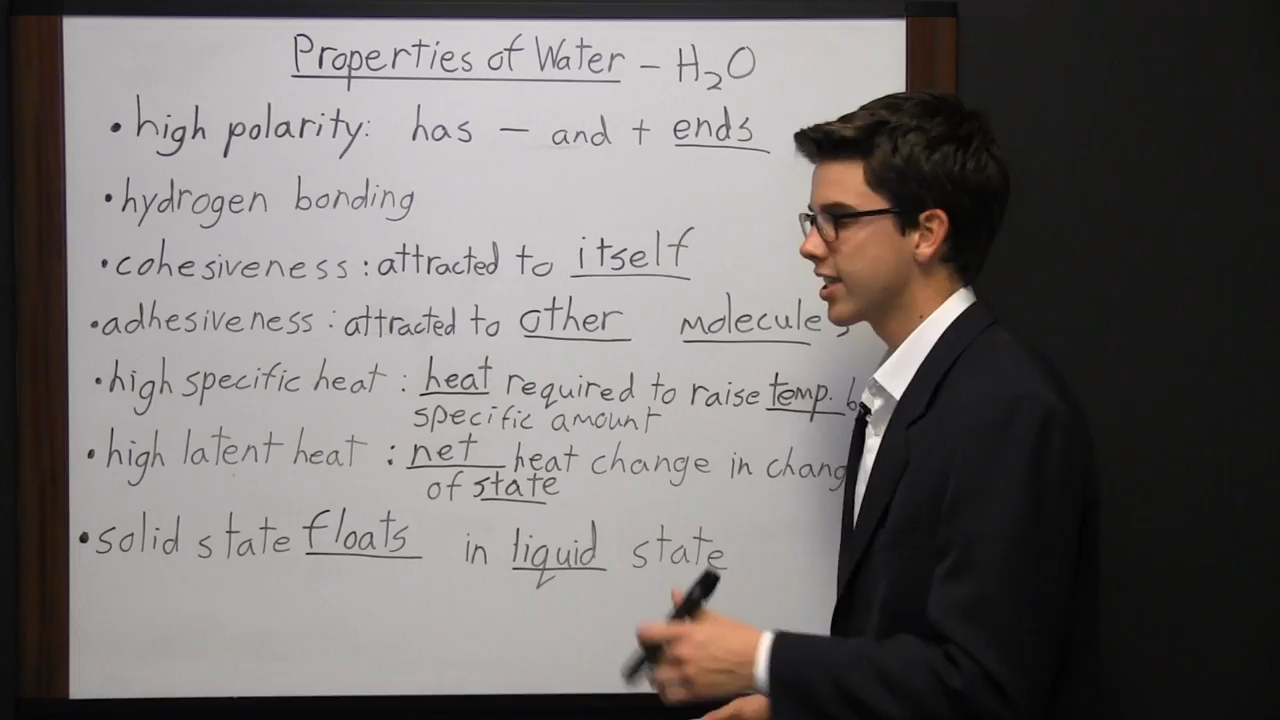 Properties of Water – H₂O
• high polarity: has – and + ends
• hydrogen bonding
• cohesiveness : attracted to itself
• adhesiveness : attracted to other molecules
• high specific heat : heat required to raise temp.
specific amount
• high latent heat : net heat change in
of state
• solid state floats in liquid state